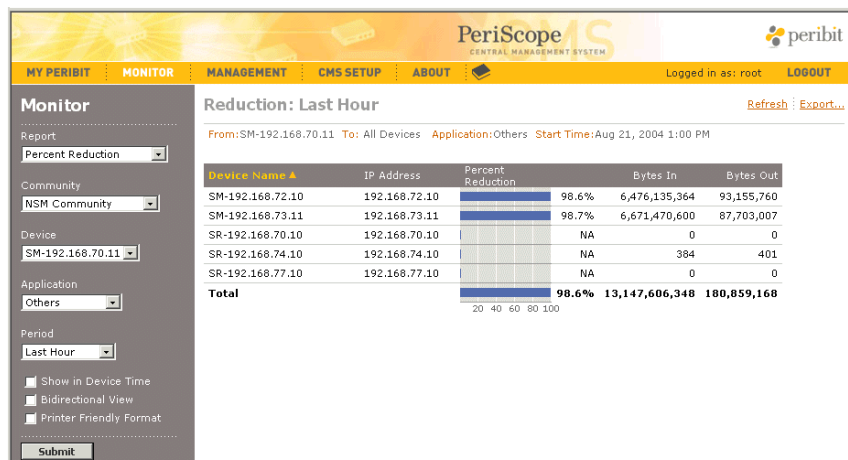 PeriScope
CENTRAL MANAGEMENT SYSTEM
CMS
peribit
MY PERIBIT MONITOR MANAGEMENT CMS SETUP ABOUT Logged in as: root LOGOUT
Monitor
Report
Percent Reduction
Community
NSM Community
Device
SM-192.168.70.11
Application
Others
Period
Last Hour
Show in Device Time
Bidirectional View
Printer Friendly Format
Submit
Reduction: Last Hour
Refresh Export...
From:SM-192.168.70.11 To: All Devices Application:Others Start Time:Aug 21, 2004 1:00 PM
Device Name IP Address Percent Reduction Bytes In Bytes Out
SM-192.168.72.10 192.168.72.10 98.6% 6,476,135,364 93,155,760
SM-192.168.73.11 192.168.73.11 98.7% 6,671,470,600 87,703,007
SR-192.168.70.10 192.168.70.10 NA 0 0
SR-192.168.74.10 192.168.74.10 NA 384 401
SR-192.168.77.10 192.168.77.10 NA 0 0
Total 98.6% 13,147,606,348 180,859,168
20 40 60 80 100